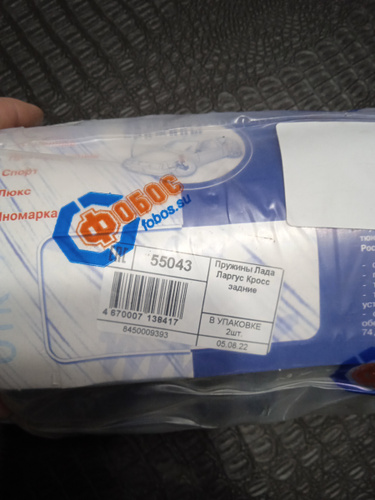 Спорт
Люкс
Иномарка
ФОБОС
fobos.su
55043
4 670007 138417
8450009393
Пружины Лада
Ларгус Кросс
задние
В УПАКОВКЕ
2шт.
05.08.22